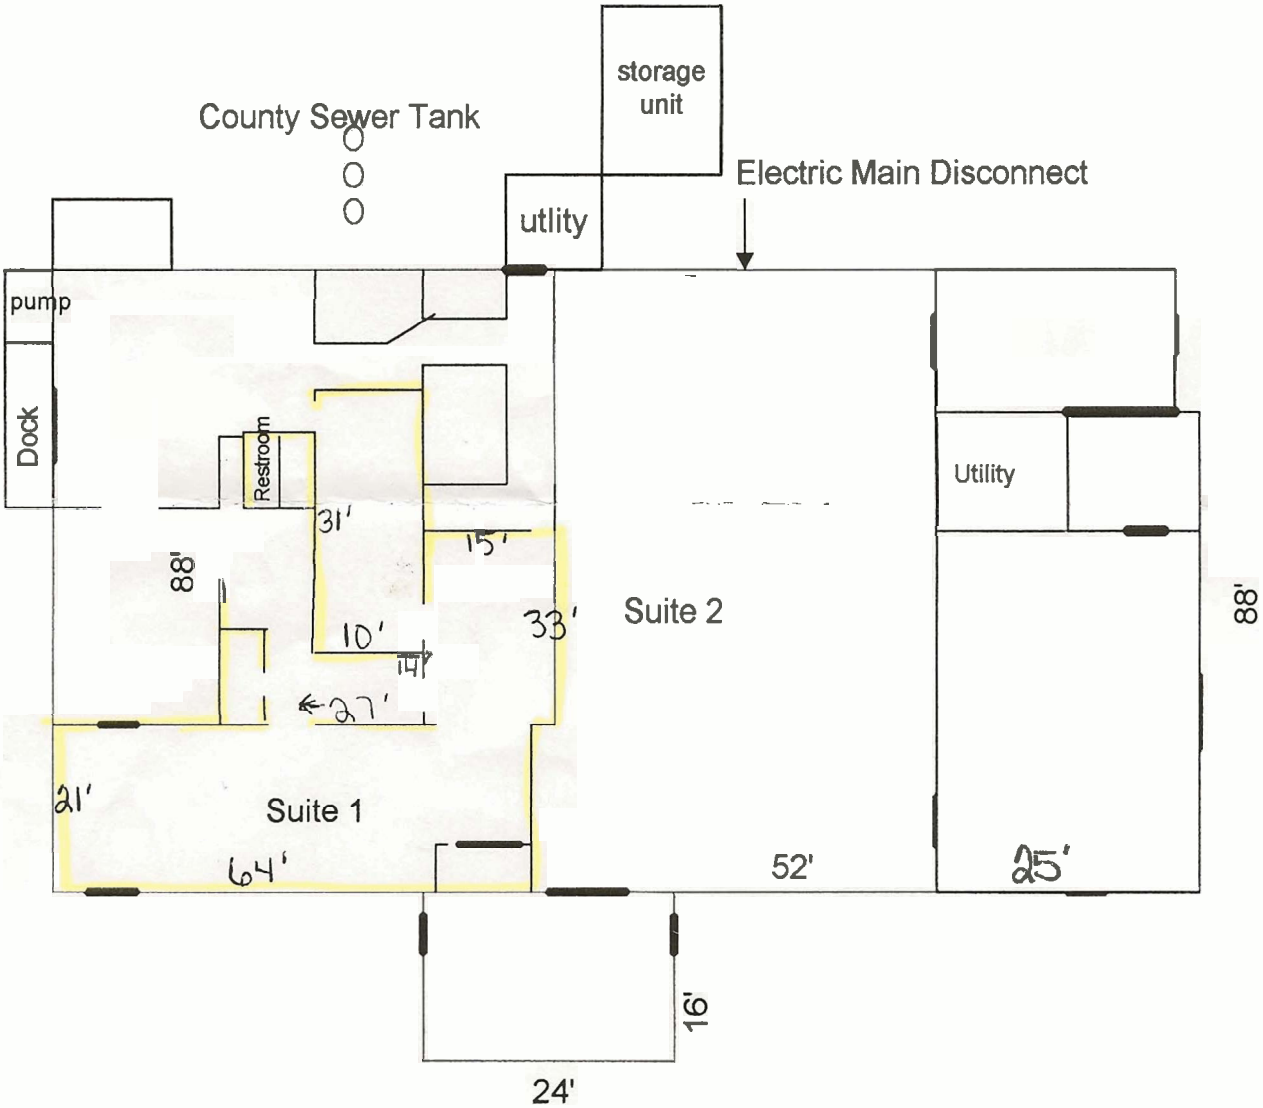 storage
unit
County Sewer Tank
Electric Main Disconnect
utlity
pump
Dock
Restroom
Utility
31'
15'
88'
33'
Suite 2
88'
10'
14'
27'
21'
Suite 1
64'
52'
25'
16'
24'